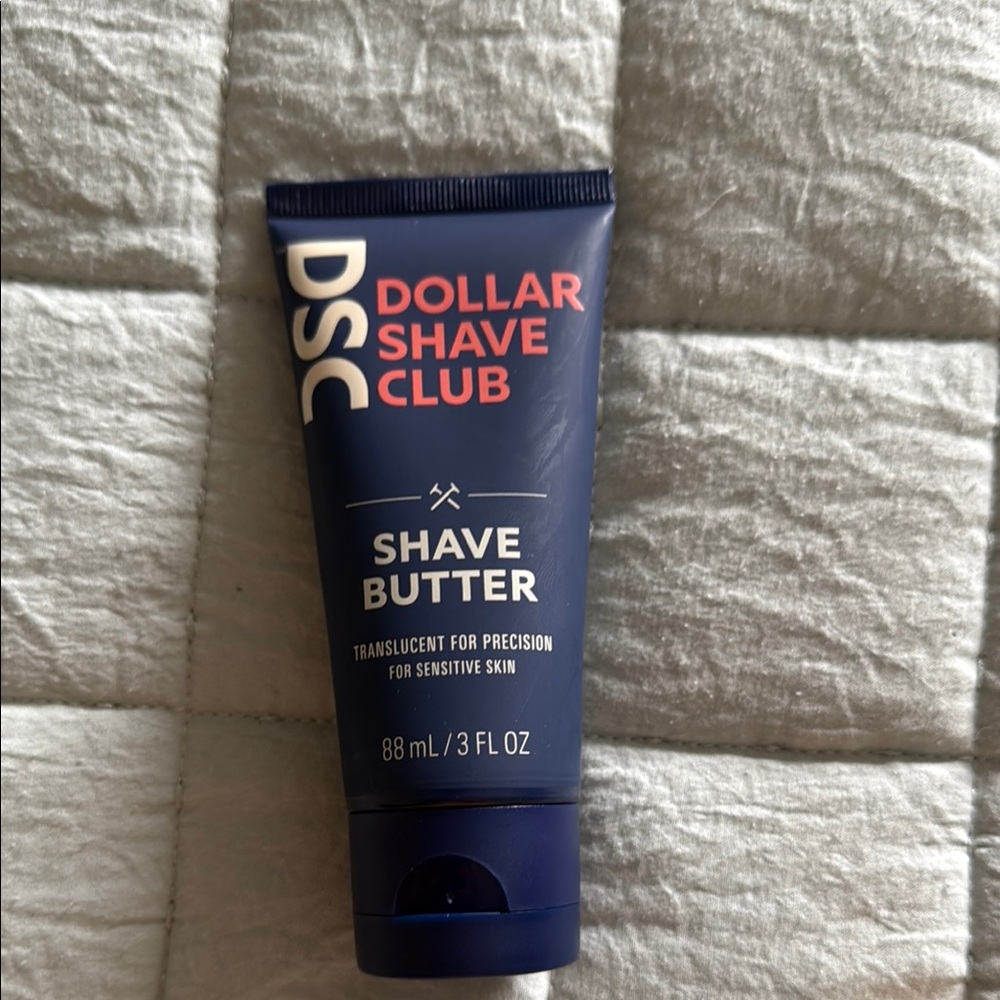 DSC
DOLLAR
SHAVE
CLUB
SHAVE
BUTTER
TRANSLUCENT FOR PRECISION
FOR SENSITIVE SKIN
88 mL / 3 FL OZ